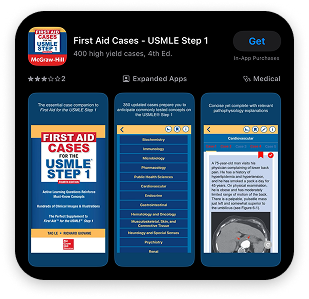 FIRST AID
CASES
FOR THE
USMLE
STEP 1
McGraw-Hill
First Aid Cases - USMLE Step 1
400 high yield cases, 4th Ed.
Get
In-App Purchases
2
Expanded Apps
Medical
The essential case companion to
First Aid for the USMLE Step 1
FIRST AID
CASES
FOR THE
USMLE
STEP 1
Active Learning Questions Reinforce
Must-Know Concepts
Hundreds of Clinical Images & Illustrations
The Perfect Supplement to
First Aid™ for the USMLE STEP 1
TAO LE • RICHARD GIOVANE
350 updated cases prepare you to
anticipate commonly tested concepts on
the USMLE® Step 1
Biochemistry
Immunology
Microbiology
Pharmacology
Public Health Sciences
Cardiovascular
Endocrine
Gastrointestinal
Hematology and Oncology
Musculoskeletal, Skin, and
Connective Tissue
Neurology and Special Senses
Psychiatry
Renal
Concise yet complete with relevant
pathophysiology explanations
Cardiovascular
A 75-year-old man visits his
physician complaining of lower back
pain. He has a history of
hypertension and hypertension,
and he has smoked a pack a day for
40 years. On physical examination,
he is obese and has moderately
limited range of motion of the back.
There is a palpable, pulsatile mass
just left and somewhat superior to
the umbilicus (see Figure 6.1).